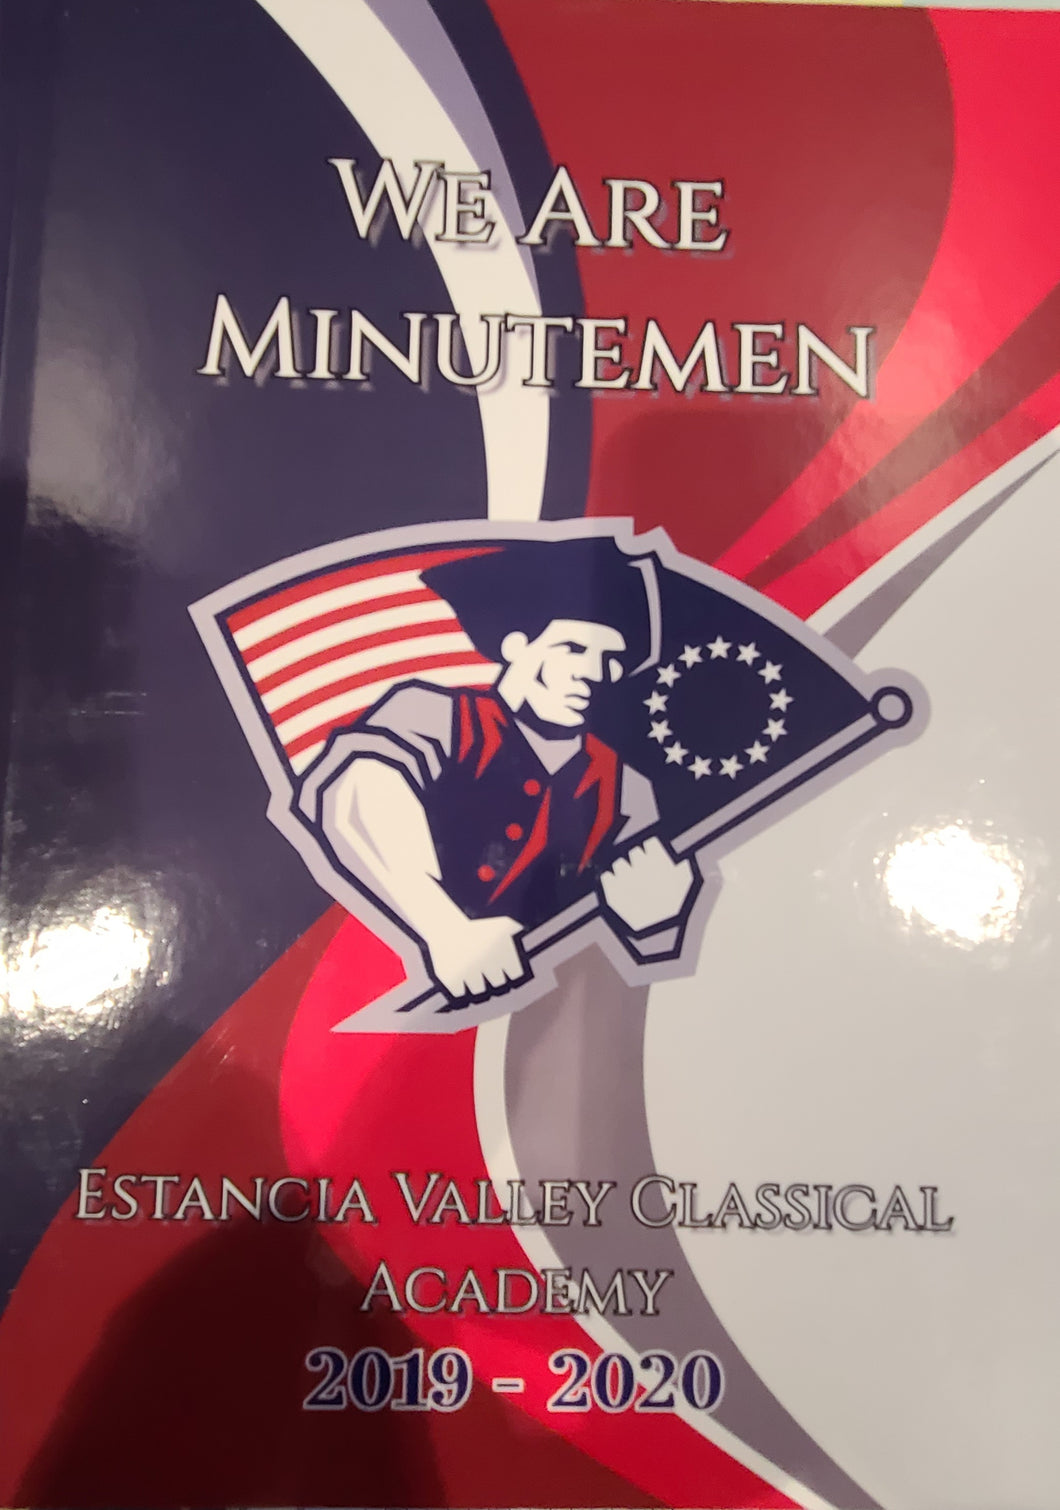 We Are
Minutemen
Estancia Valley Classical
Academy
2019 - 2020